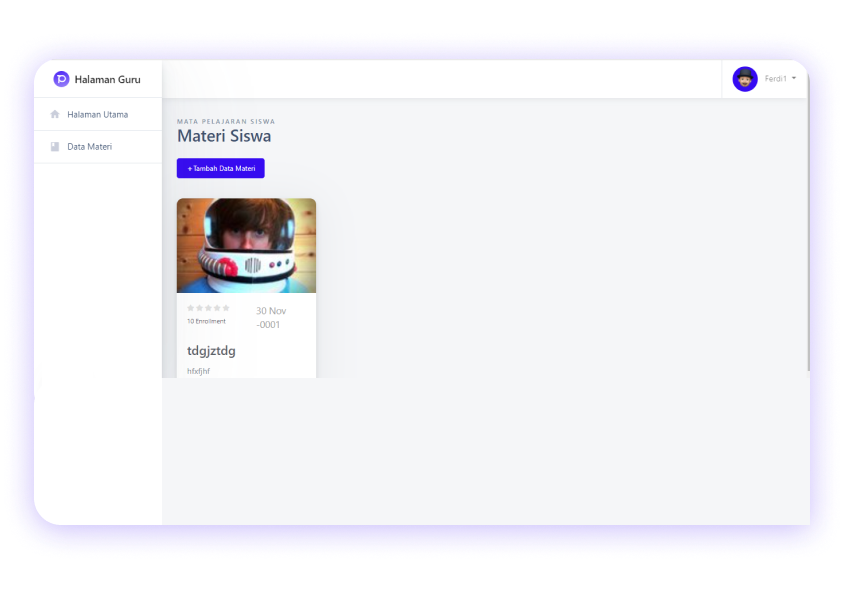 Halaman Guru
Ferdi1
Halaman Utama
Data Materi
MATA PELAJARAN SISWA
Materi Siswa
+ Tambah Data Materi
10 Enrollment
30 Nov
-0001
tdgjztdg
hfxfjhf